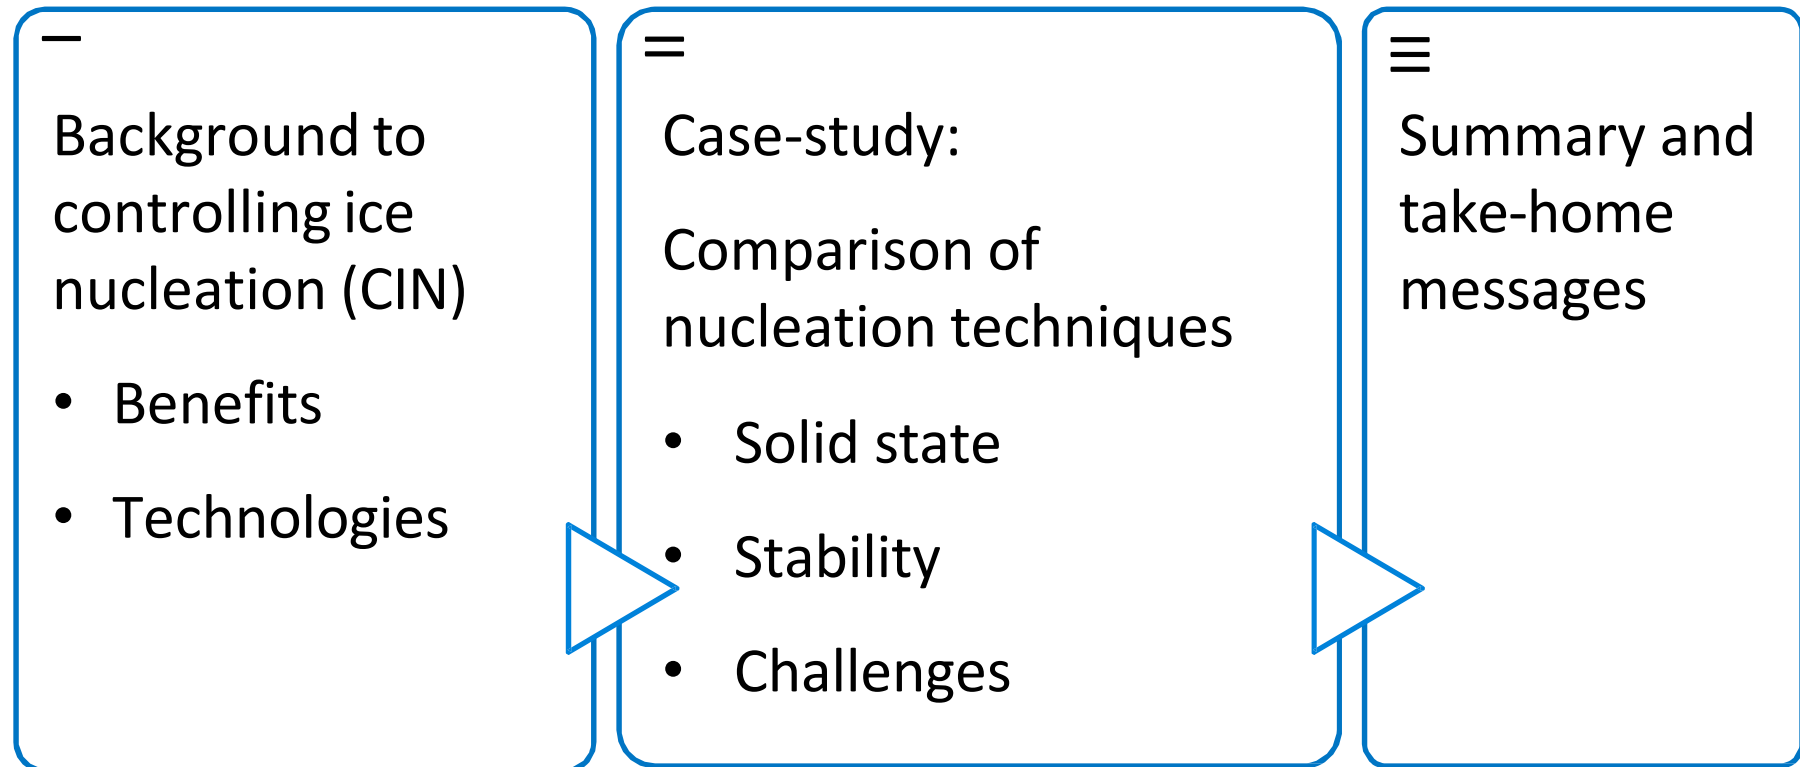 Background to
controlling ice
nucleation (CIN)
• Benefits
• Technologies
Case-study:
Comparison of
nucleation techniques
• Solid state
• Stability
• Challenges
Summary and
take-home
messages